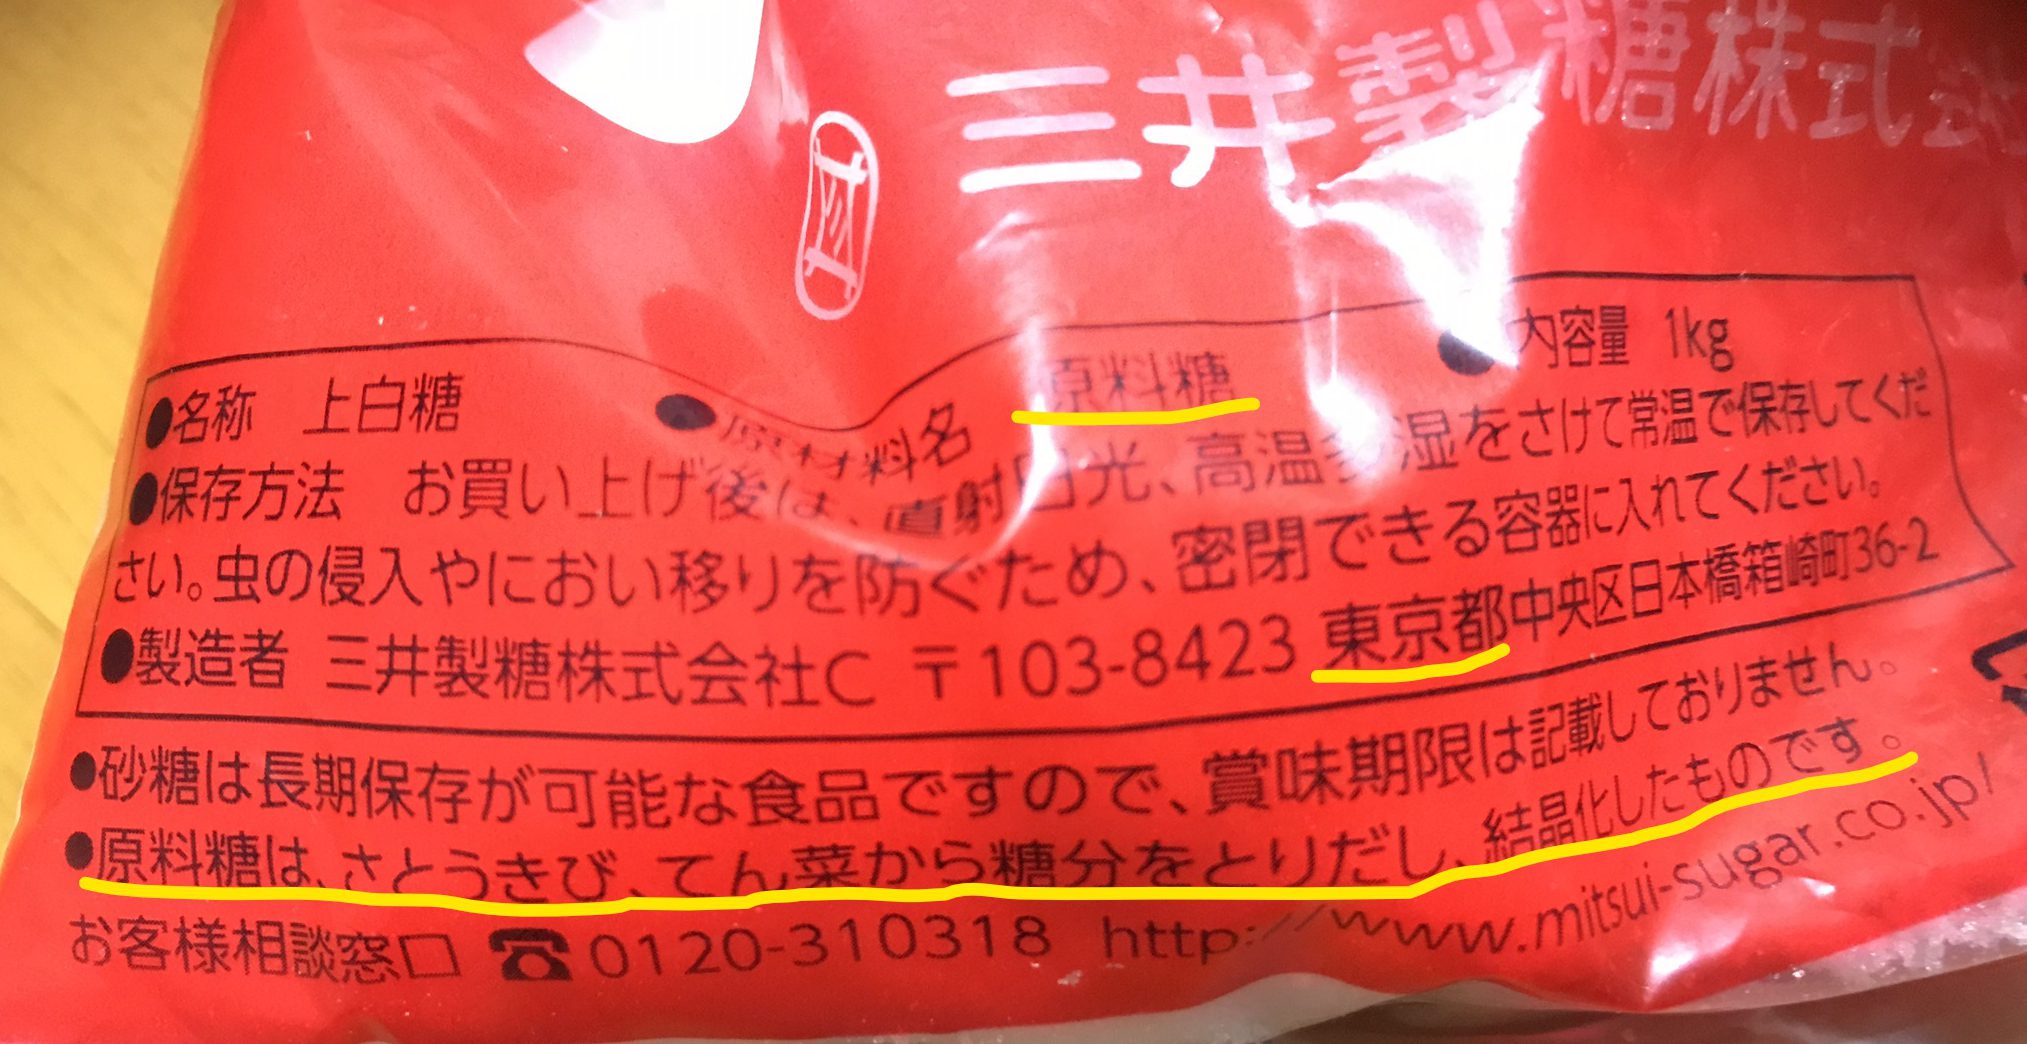 三井製糖株式会
●名称 上白糖 ●原材料名 原料糖 ●内容量 1kg
●保存方法 お買い上げ後は、直射日光、高温多湿をさけて常温で保存してくだ
さい。虫の侵入やにおい移りを防ぐため、密閉できる容器に入れてください。
●製造者 三井製糖株式会社C 〒103-8423 東京都中央区日本橋箱崎町36-2
●砂糖は長期保存が可能な食品ですので、賞味期限は記載しておりません。
●原料糖は、さとうきび、てん菜から糖分をとりだし、結晶化したものです。
お客様相談窓口 ☎0120-310318 http://www.mitsui-sugar.co.jp/